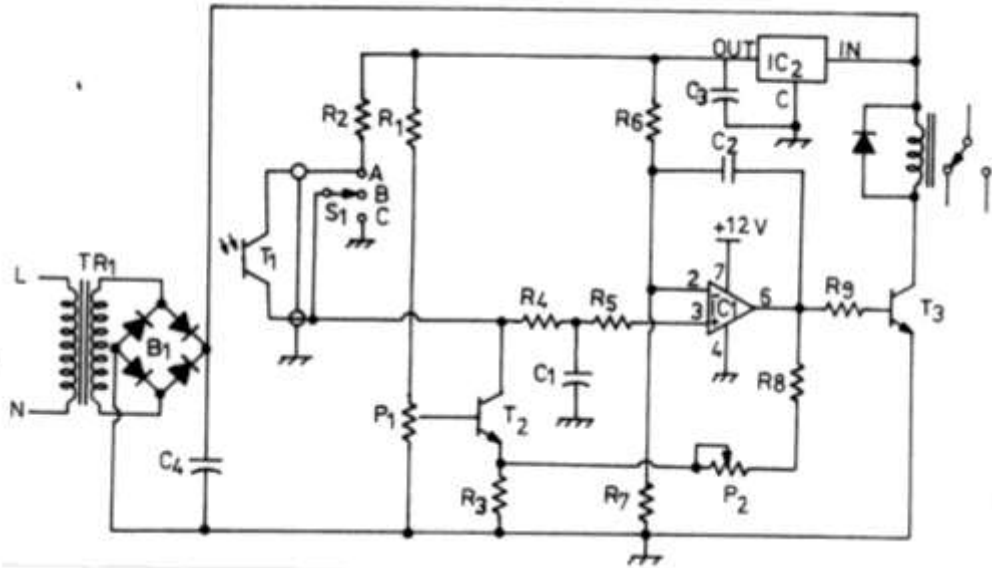 OUT
IC2
IN
C
C3
R2
R1
R6
C2
A
S1
B
C
T1
+12V
L
TR1
2
7
6
R9
R4
R5
3
IC1
T3
B1
4
C1
R8
N
P1
T2
C4
R3
R7
P2